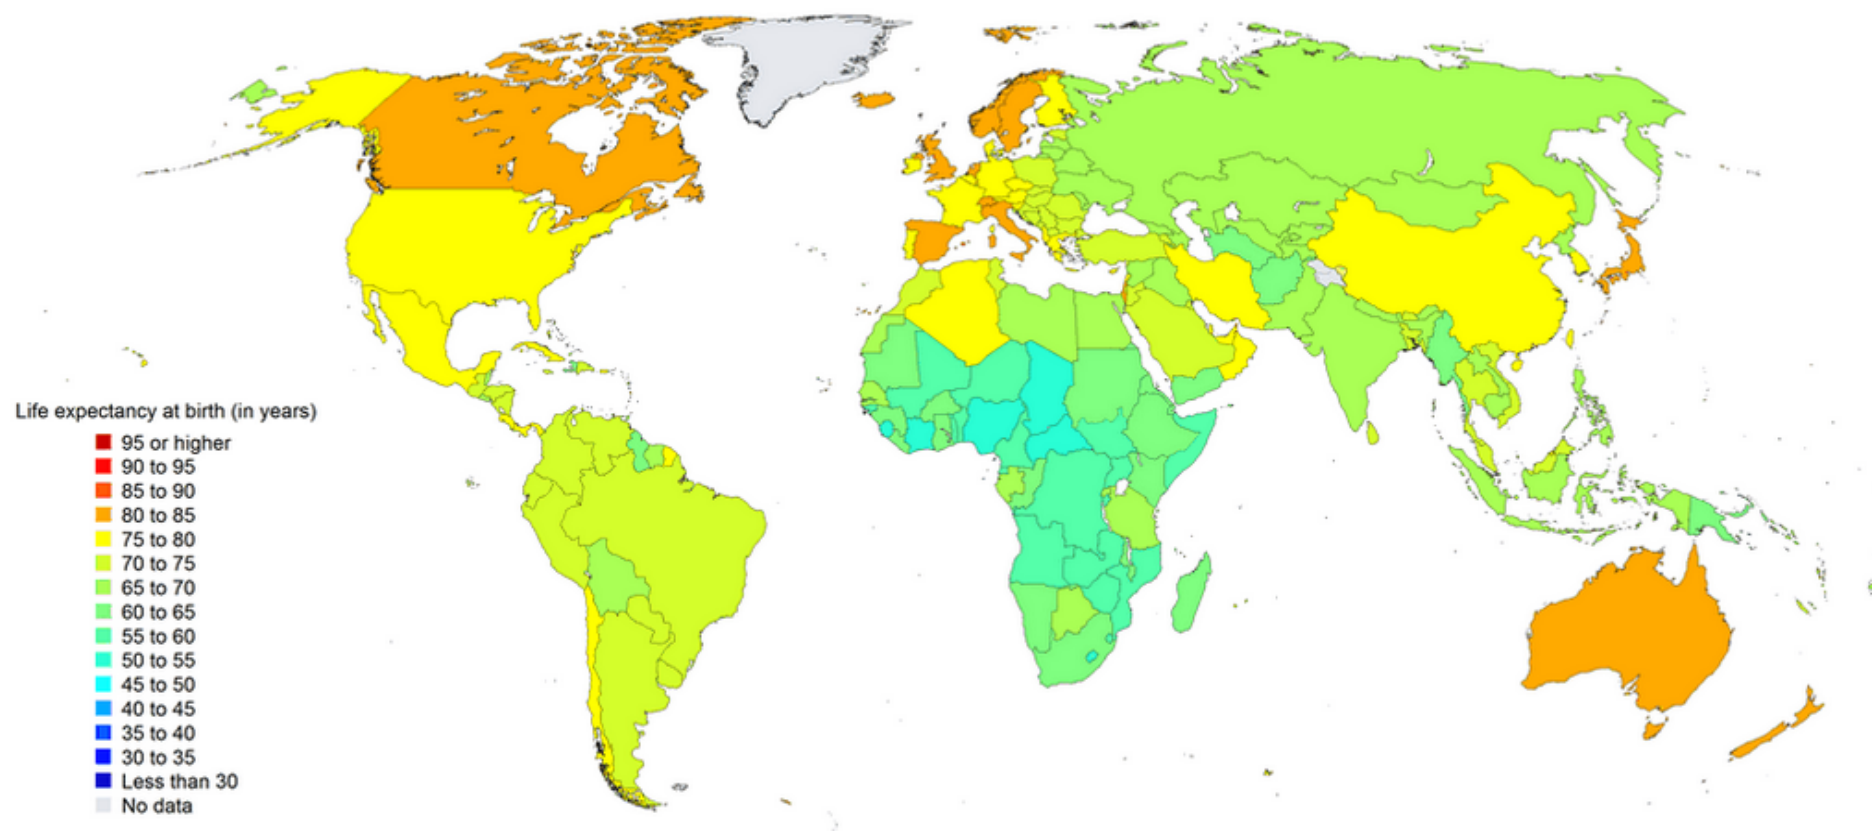 Life expectancy at birth (in years)
95 or higher
90 to 95
85 to 90
80 to 85
75 to 80
70 to 75
65 to 70
60 to 65
55 to 60
50 to 55
45 to 50
40 to 45
35 to 40
30 to 35
Less than 30
No data